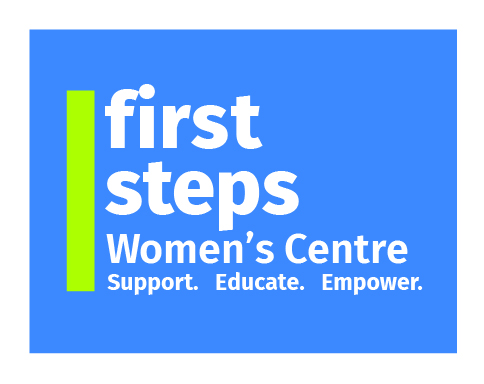 first
steps
Women’s Centre
Support. Educate. Empower.